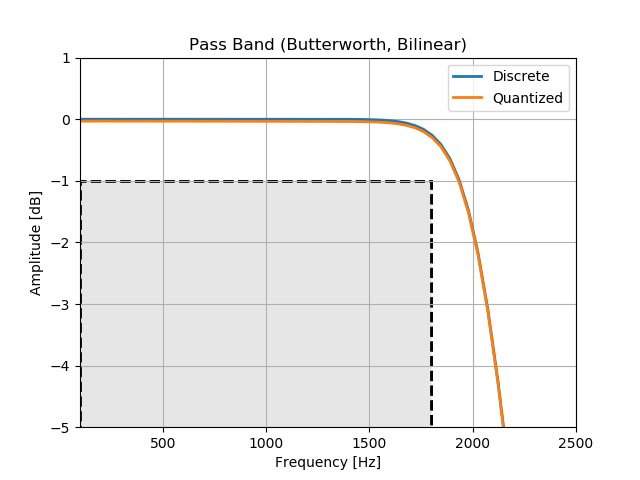 Pass Band (Butterworth, Bilinear)
Discrete
Quantized
1
0
−1
−2
−3
−4
−5
Amplitude [dB]
500
1000
1500
2000
2500
Frequency [Hz]